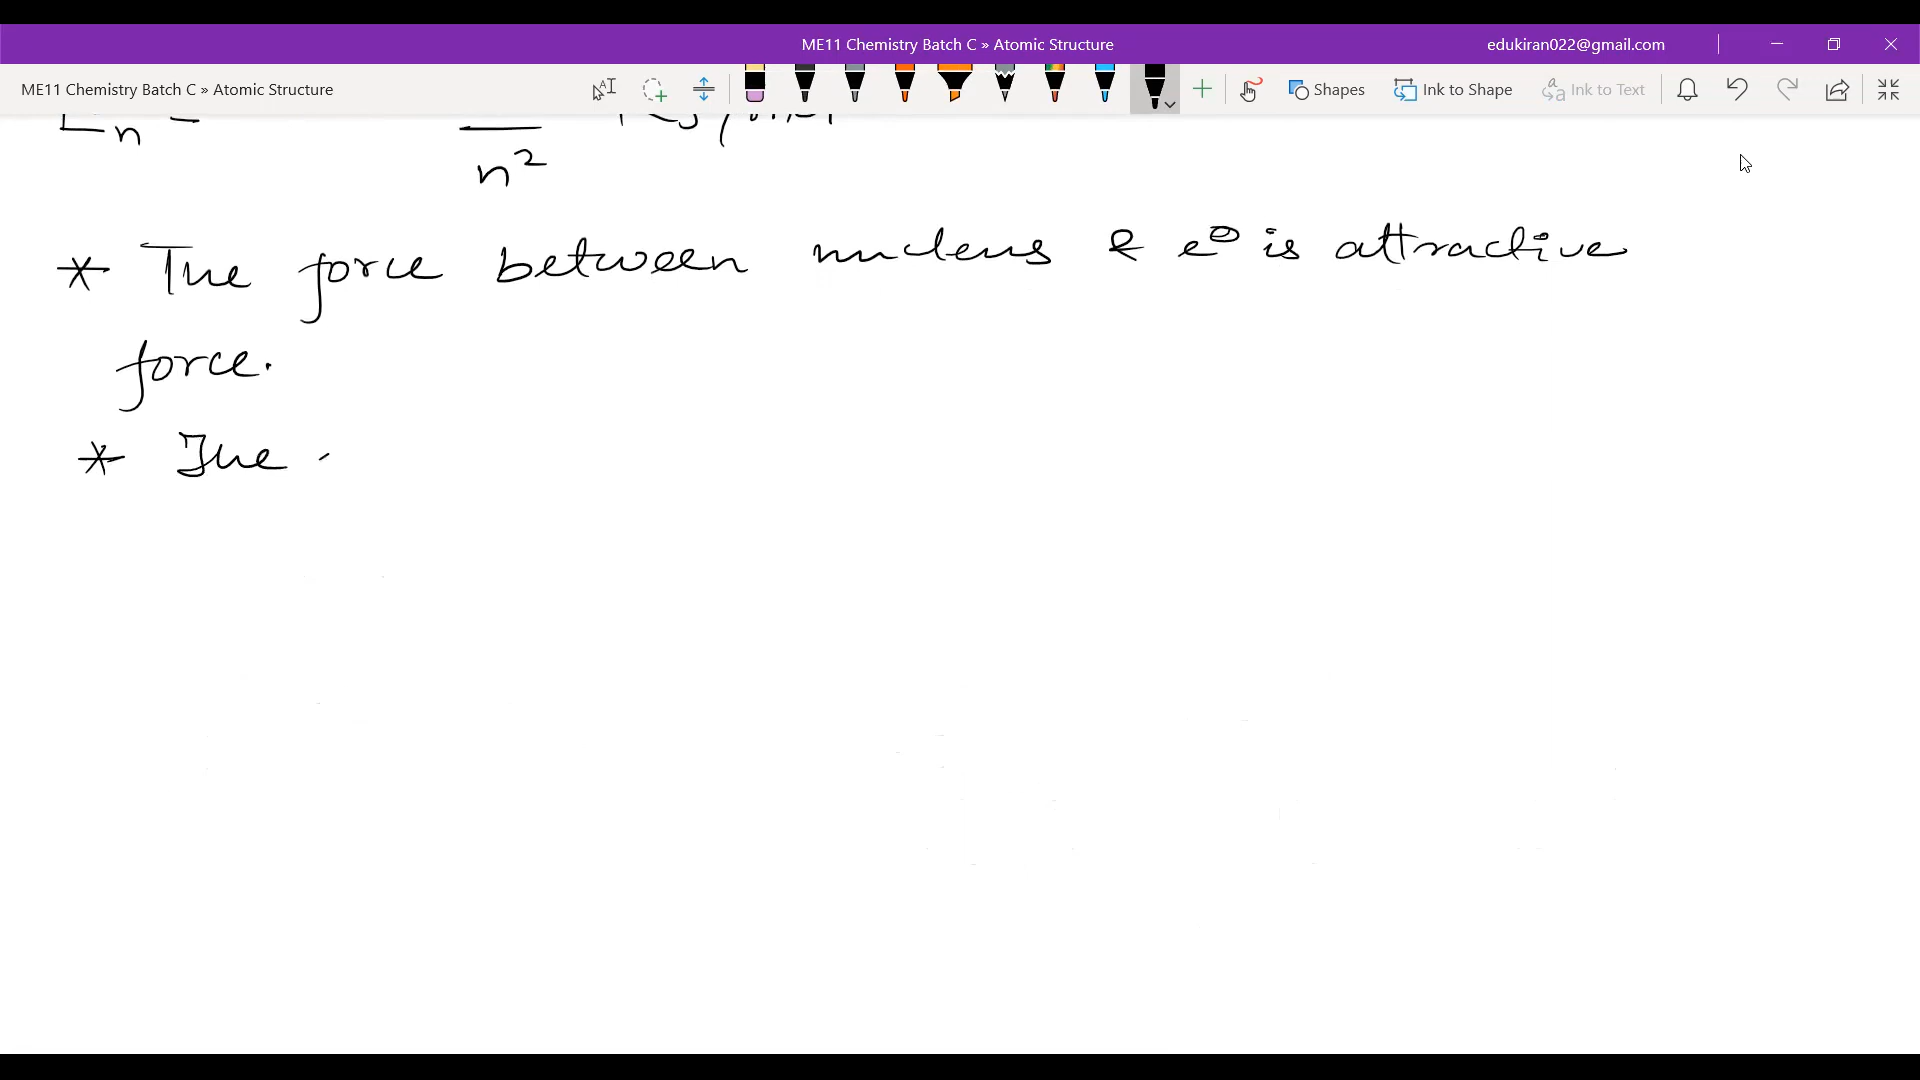 ME11 Chemistry Batch C » Atomic Structure
edukiran022@gmail.com
ME11 Chemistry Batch C » Atomic Structure
Shapes
Ink to Shape
Ink to Text
n
n²
* The force between nucleus & e⊖ is attractive
force.
* The